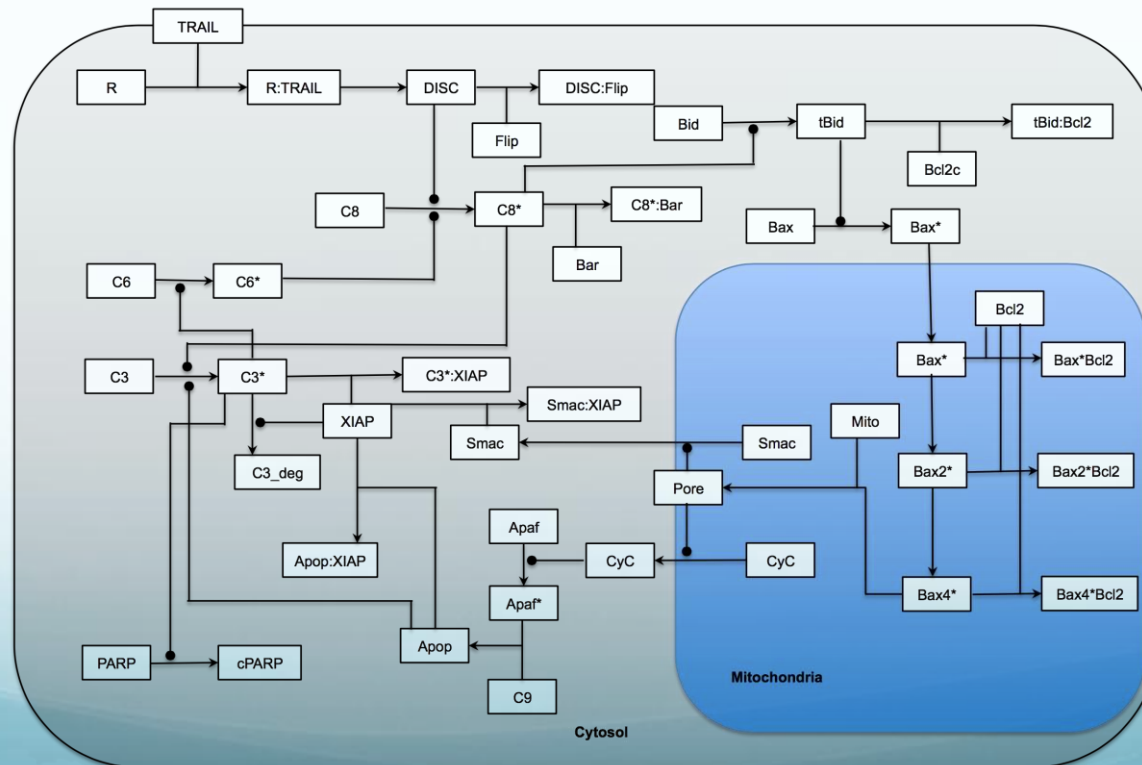 TRAIL
R
R:TRAIL
DISC
DISC:Flip
Flip
Bid
tBid
tBid:Bcl2
Bcl2c
C8
C8*
C8*:Bar
Bar
Bax
Bax*
C6
C6*
Bcl2
Bax*
Bax*Bcl2
C3
C3*
C3*:XIAP
XIAP
Smac:XIAP
Smac
Smac
Mito
C3_deg
Pore
Bax2*
Bax2*Bcl2
Apaf
Apop:XIAP
CyC
CyC
Apaf*
Bax4*
Bax4*Bcl2
PARP
cPARP
Apop
C9
Mitochondria
Cytosol